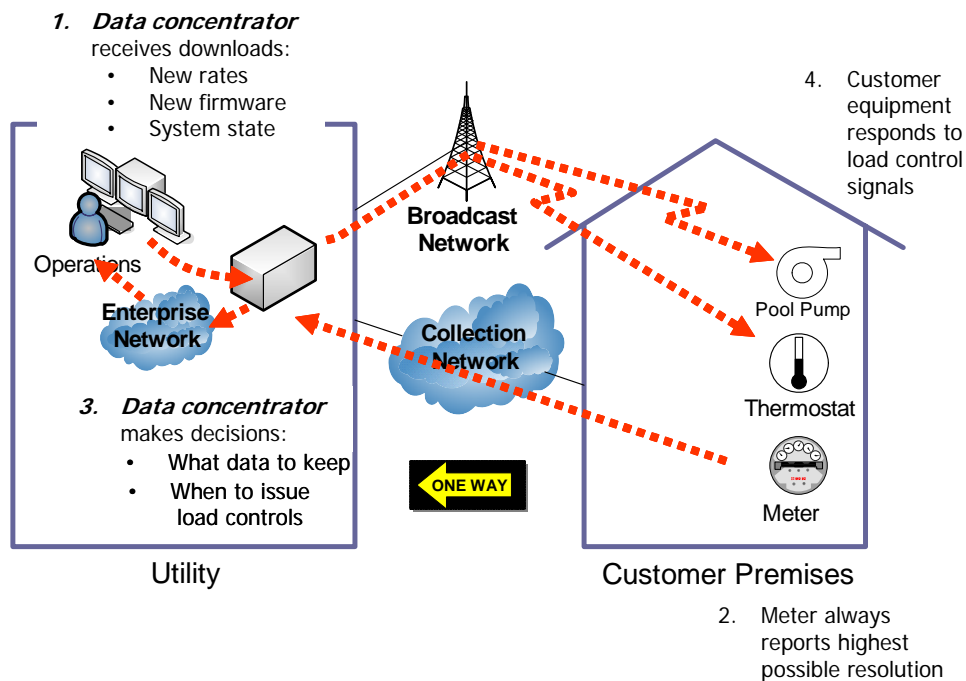 1. Data concentrator
receives downloads:
• New rates
• New firmware
• System state
4. Customer
equipment
responds to
load control
signals
Broadcast
Network
Operations
Enterprise
Network
Collection
Network
Pool Pump
Thermostat
Meter
3. Data concentrator
makes decisions:
• What data to keep
• When to issue
load controls
ONE WAY
Utility
Customer Premises
2. Meter always
reports highest
possible resolution